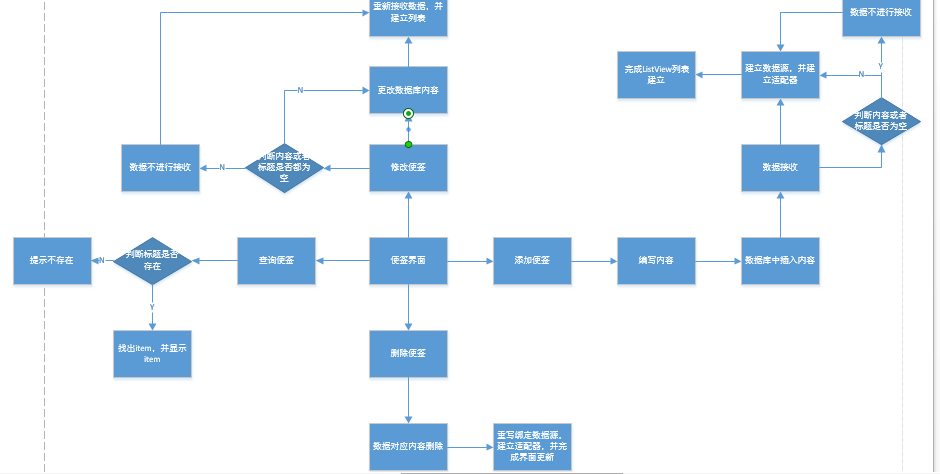 重新接收数据，并
建立列表
数据不进行接收
完成ListView列表
建立
建立数据源，并建
立适配器
更改数据库内容
N
N
Y
判断内容或者
标题是否为空
数据不进行接收
N
判断内容或者
标题是否都为
空
修改便签
数据接收
提示不存在
N
判断标题是否
存在
查询便签
便签界面
添加便签
编写内容
数据库中插入内容
Y
找出item，并显示
item
删除便签
数据对应内容删除
重写绑定数据源，
建立适配器，并完
成界面更新